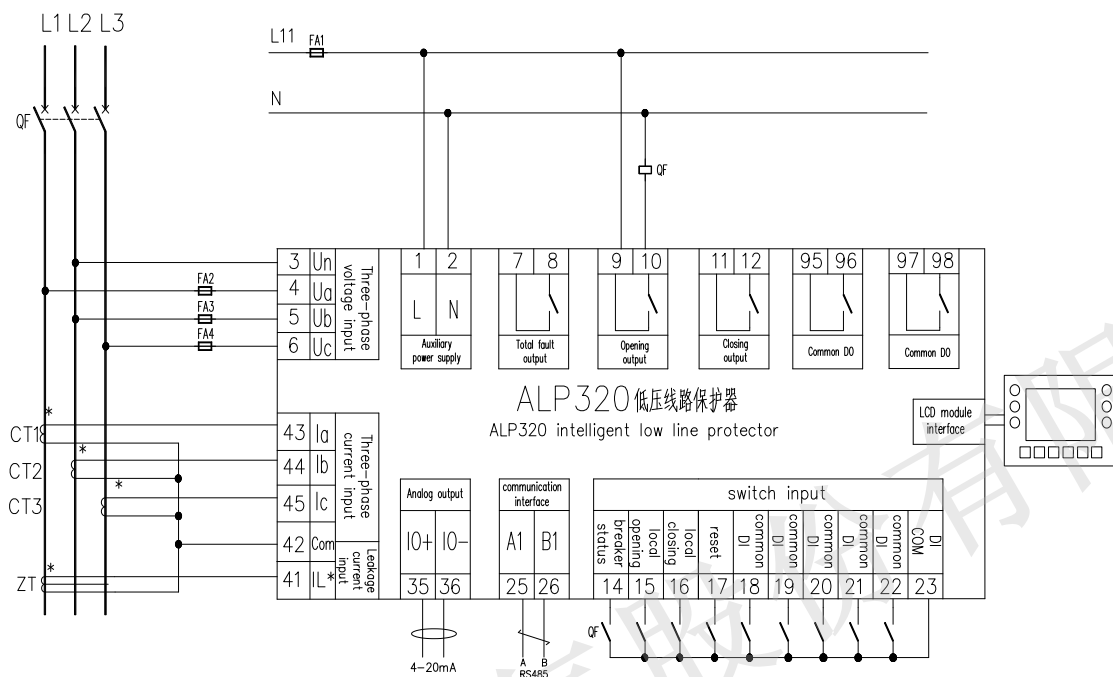 L1 L2 L3
L11
FA1
N
QF
QF
3 Un
4 Ua
5 Ub
6 Uc
Three-phase
voltage input
FA2
FA3
FA4
1 2
L N
Auxiliary
power supply
7 8
Total fault
output
9 10
Opening
output
11 12
Closing
output
95 96
Common DO
97 98
Common DO
ALP320低压线路保护器
ALP320 intelligent low line protector
LCD module
interface
*
CT1
*
CT2
*
CT3
*
ZT
43 Ia
44 Ib
45 Ic
42 Com
41 IL*
Three-phase
current input
Leakage
current
input
Analog output
IO+ IO-
35 36
4-20mA
communication
interface
A1 B1
25 26
A B
RS485
switch input
breaker
status
local
opening
local
closing
reset
common
DI
common
DI
common
DI
common
DI
common
DI
DI
COM
14 15 16 17 18 19 20 21 22 23
QF
股份有限